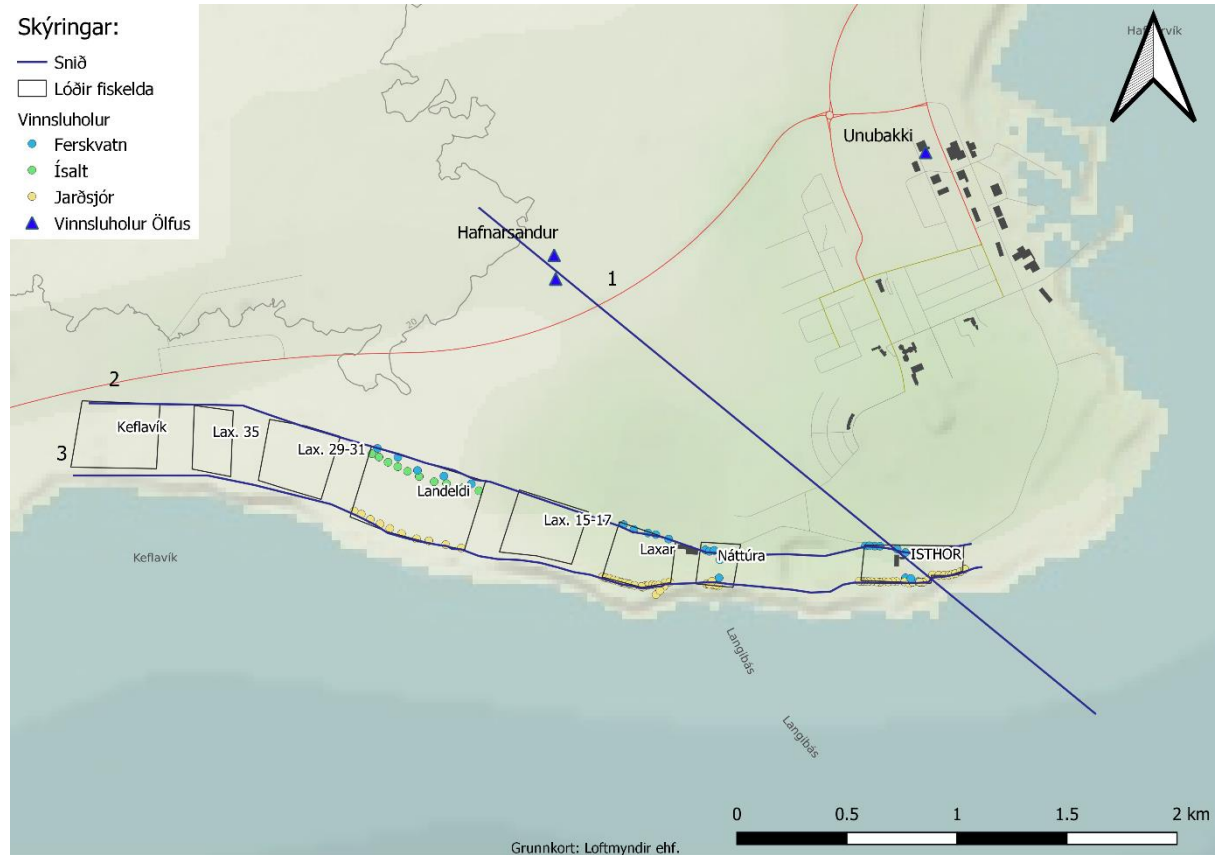 Skýringar:
Snið
Lóðir fiskelda
Vinnsluholur
Ferskvatn
Ísalt
Jarðsjór
Vinnsluholur Ölfus
Unubakki
Hafnarsandur
1
20
2
3
Keflavík
Lax. 35
Lax. 29-31
Landeldi
Lax. 15-17
Laxar
Náttúra
ISTHOR
Keflavík
Langibás
Langibás
0 0.5 1 1.5 2 km
Grunnkort: Loftmyndir ehf.